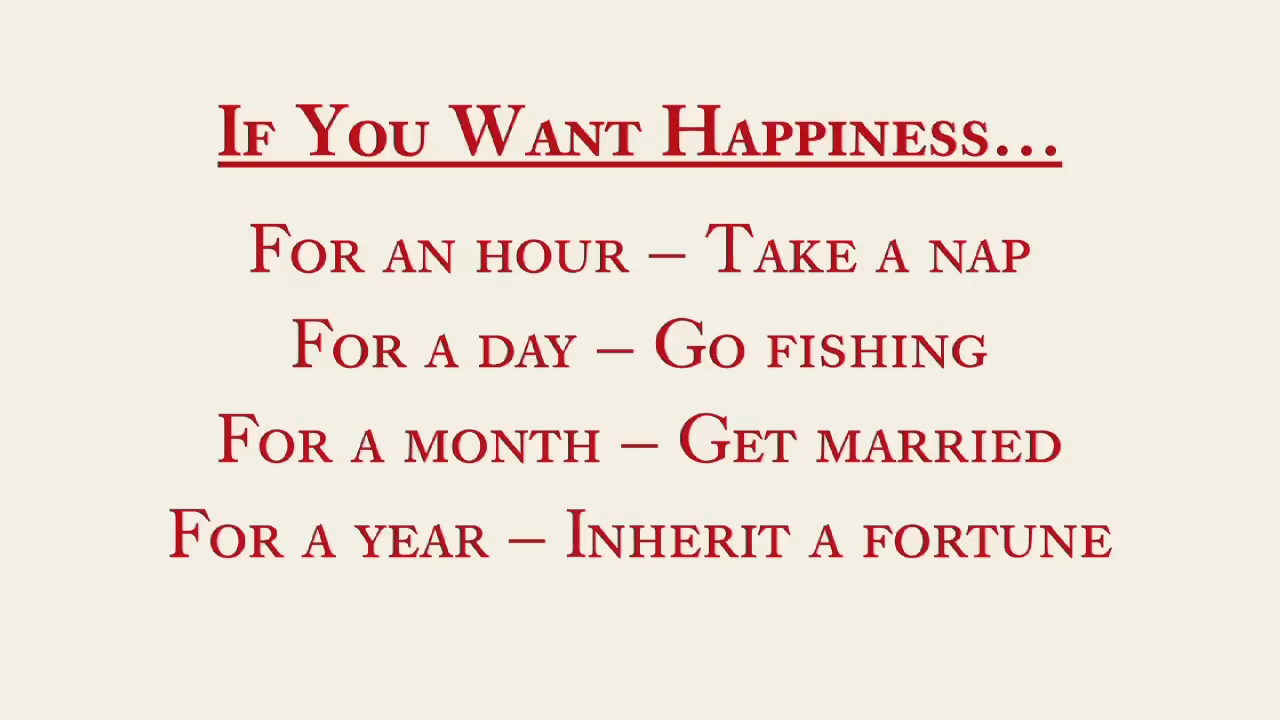 If You Want Happiness...
For an hour – Take a nap
For a day – Go fishing
For a month – Get married
For a year – Inherit a fortune